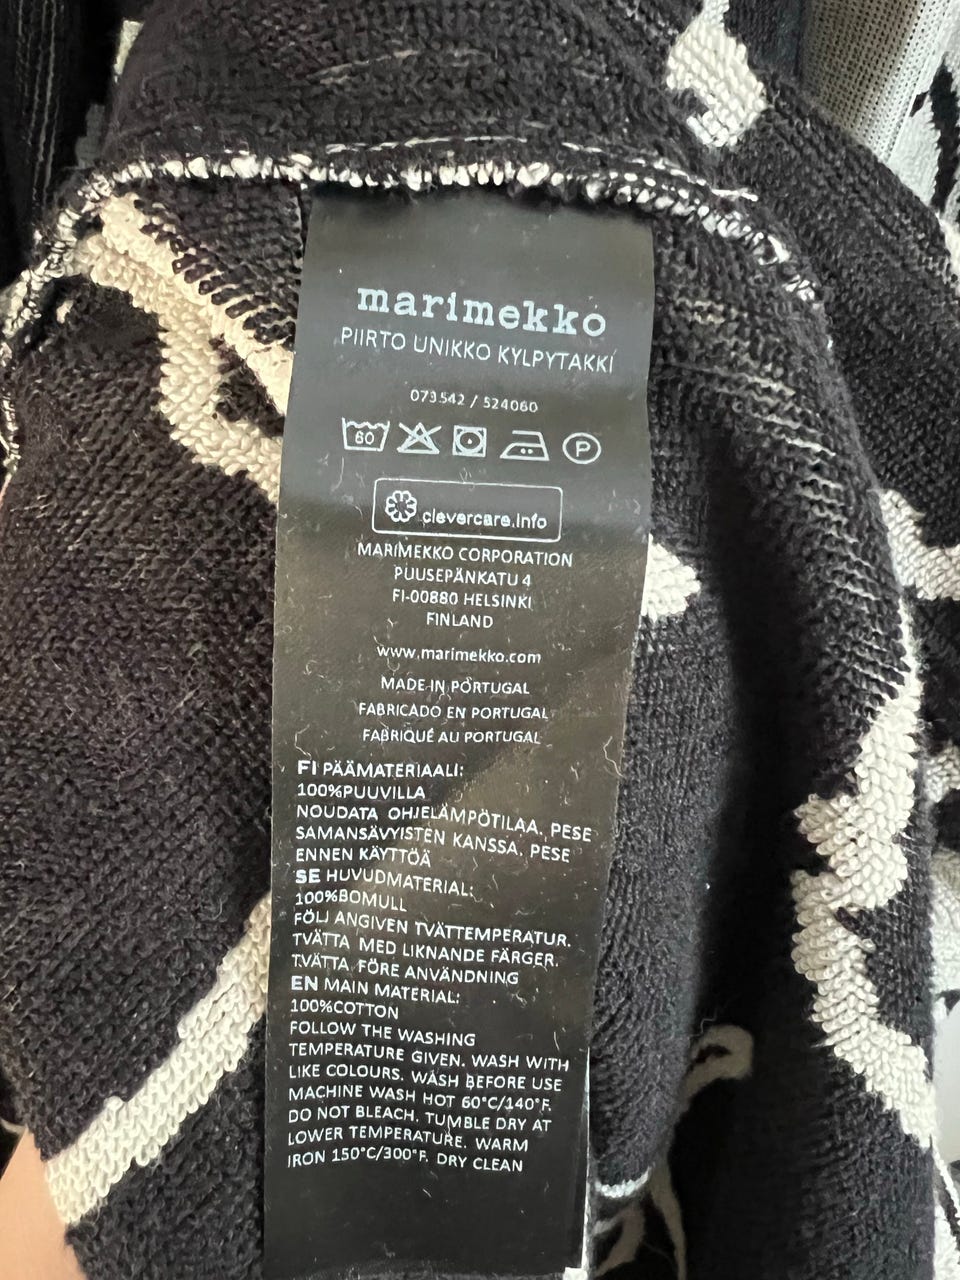 marimekko
PIIRTO UNIKKO KYLPYTAKKI
073542 / 524060
60 P
clevercare.info
MARIMEKKO CORPORATION
PUUSEPÄNKATU 4
FI-00880 HELSINKI
FINLAND
www.marimekko.com
MADE IN PORTUGAL
FABRICADO EN PORTUGAL
FABRIQUÉ AU PORTUGAL
FI PÄÄMATERIAALI:
100%PUUVILLA
NOUDATA OHJELÄMPÖTILAA. PESE
SAMANSÄVYISTEN KANSSA. PESE
ENNEN KÄYTTÖÄ
SE HUVUDMATERIAL:
100%BOMULL
FÖLJ ANGIVEN TVÄTTEMPERATUR.
TVÄTTA MED LIKNANDE FÄRGER.
TVÄTTA FÖRE ANVÄNDNING
EN MAIN MATERIAL:
100%COTTON
FOLLOW THE WASHING
TEMPERATURE GIVEN. WASH WITH
LIKE COLOURS. WASH BEFORE USE
MACHINE WASH HOT 60°C/140°F.
DO NOT BLEACH. TUMBLE DRY AT
LOWER TEMPERATURE. WARM
IRON 150°C/300°F. DRY CLEAN